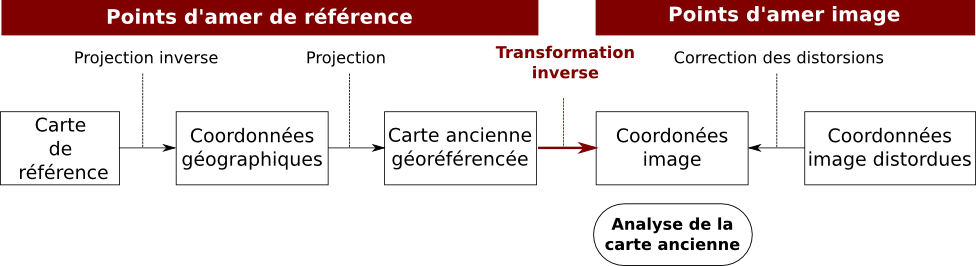 Points d'amer de référence
Points d'amer image
Projection inverse
Projection
Transformation
inverse
Correction des distorsions
Carte
de
référence
Coordonnées
géographiques
Carte ancienne
géoréférencée
Coordonées
image
Coordonnées
image distordues
Analyse de la
carte ancienne